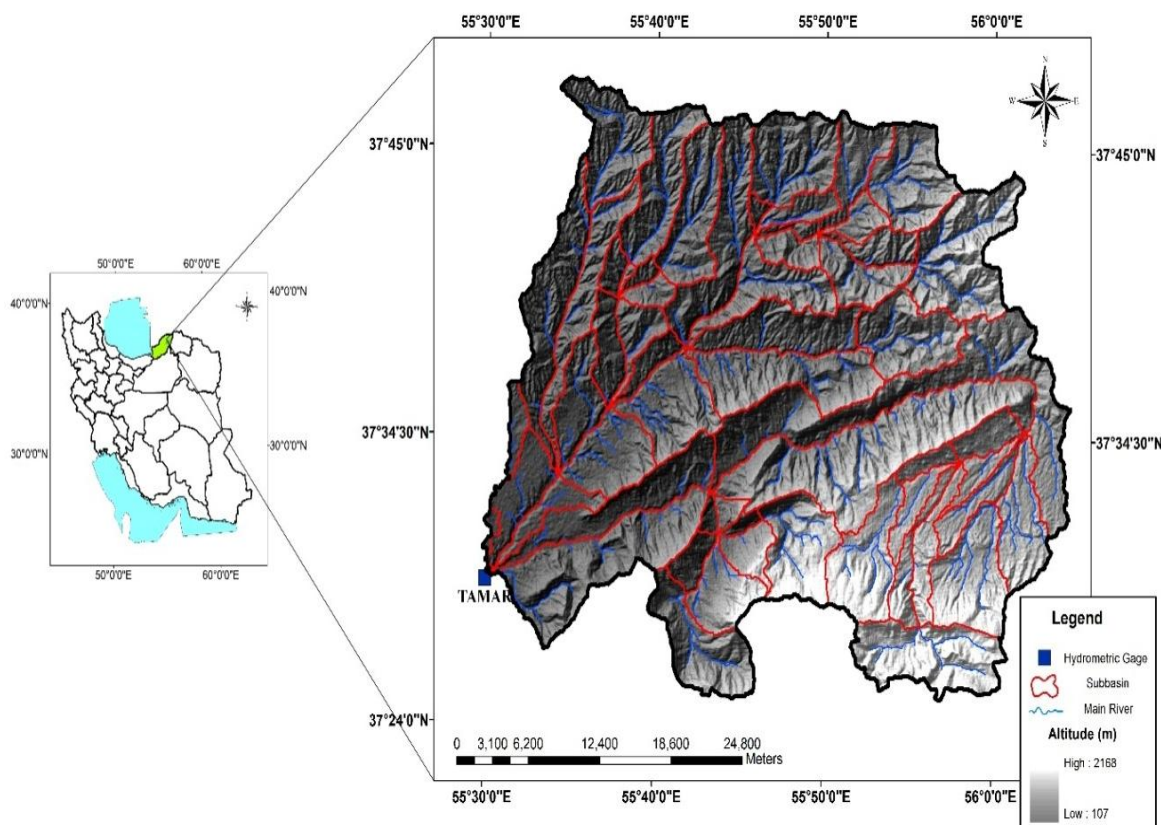 55°30'0"E 55°40'0"E 55°50'0"E 56°0'0"E
N
W E
S
37°45'0"N 37°45'0"N
50°0'0"E 60°0'0"E
40°0'0"N 40°0'0"N
30°0'0"N 30°0'0"N
50°0'0"E 60°0'0"E
37°34'30"N 37°34'30"N
TAMAR
37°24'0"N
0 3,100 6,200 12,400 18,600 24,800
Meters
55°30'0"E 55°40'0"E 55°50'0"E 56°0'0"E
Legend
Hydrometric Gage
Subbasin
Main River
Altitude (m)
High : 2168
Low : 107